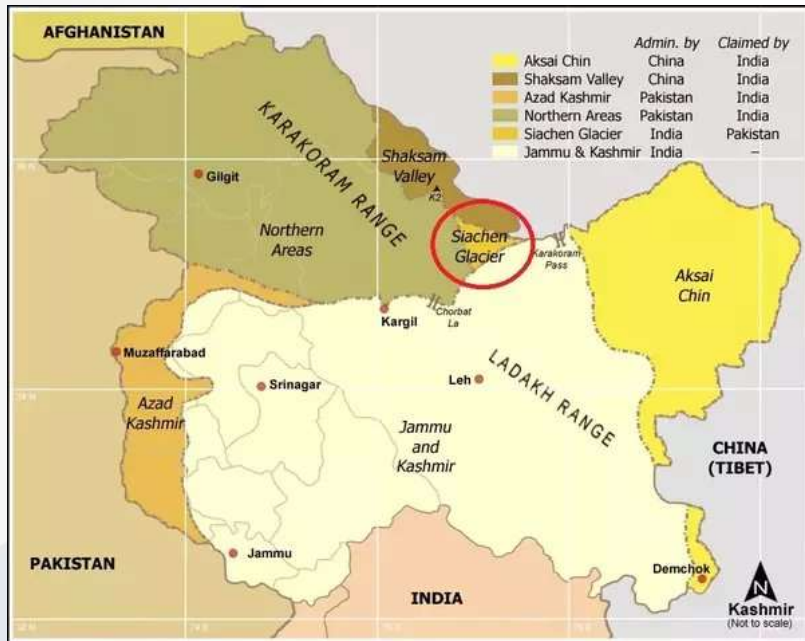 AFGHANISTAN
Admin. by Claimed by
Aksai Chin China India
Shaksam Valley China India
Azad Kashmir Pakistan India
Northern Areas Pakistan India
Siachen Glacier India Pakistan
Jammu & Kashmir India –
KARAKORAM RANGE
Shaksam
Valley
K2
Gilgit
Northern
Areas
Siachen
Glacier
Karakoram
Pass
Aksai
Chin
Kargil
Chorbat
La
Muzaffarabad
Srinagar
Leh
LADAKH RANGE
Azad
Kashmir
Jammu
and
Kashmir
CHINA
(TIBET)
Jammu
PAKISTAN
INDIA
Demchok
N
Kashmir
(Not to scale)